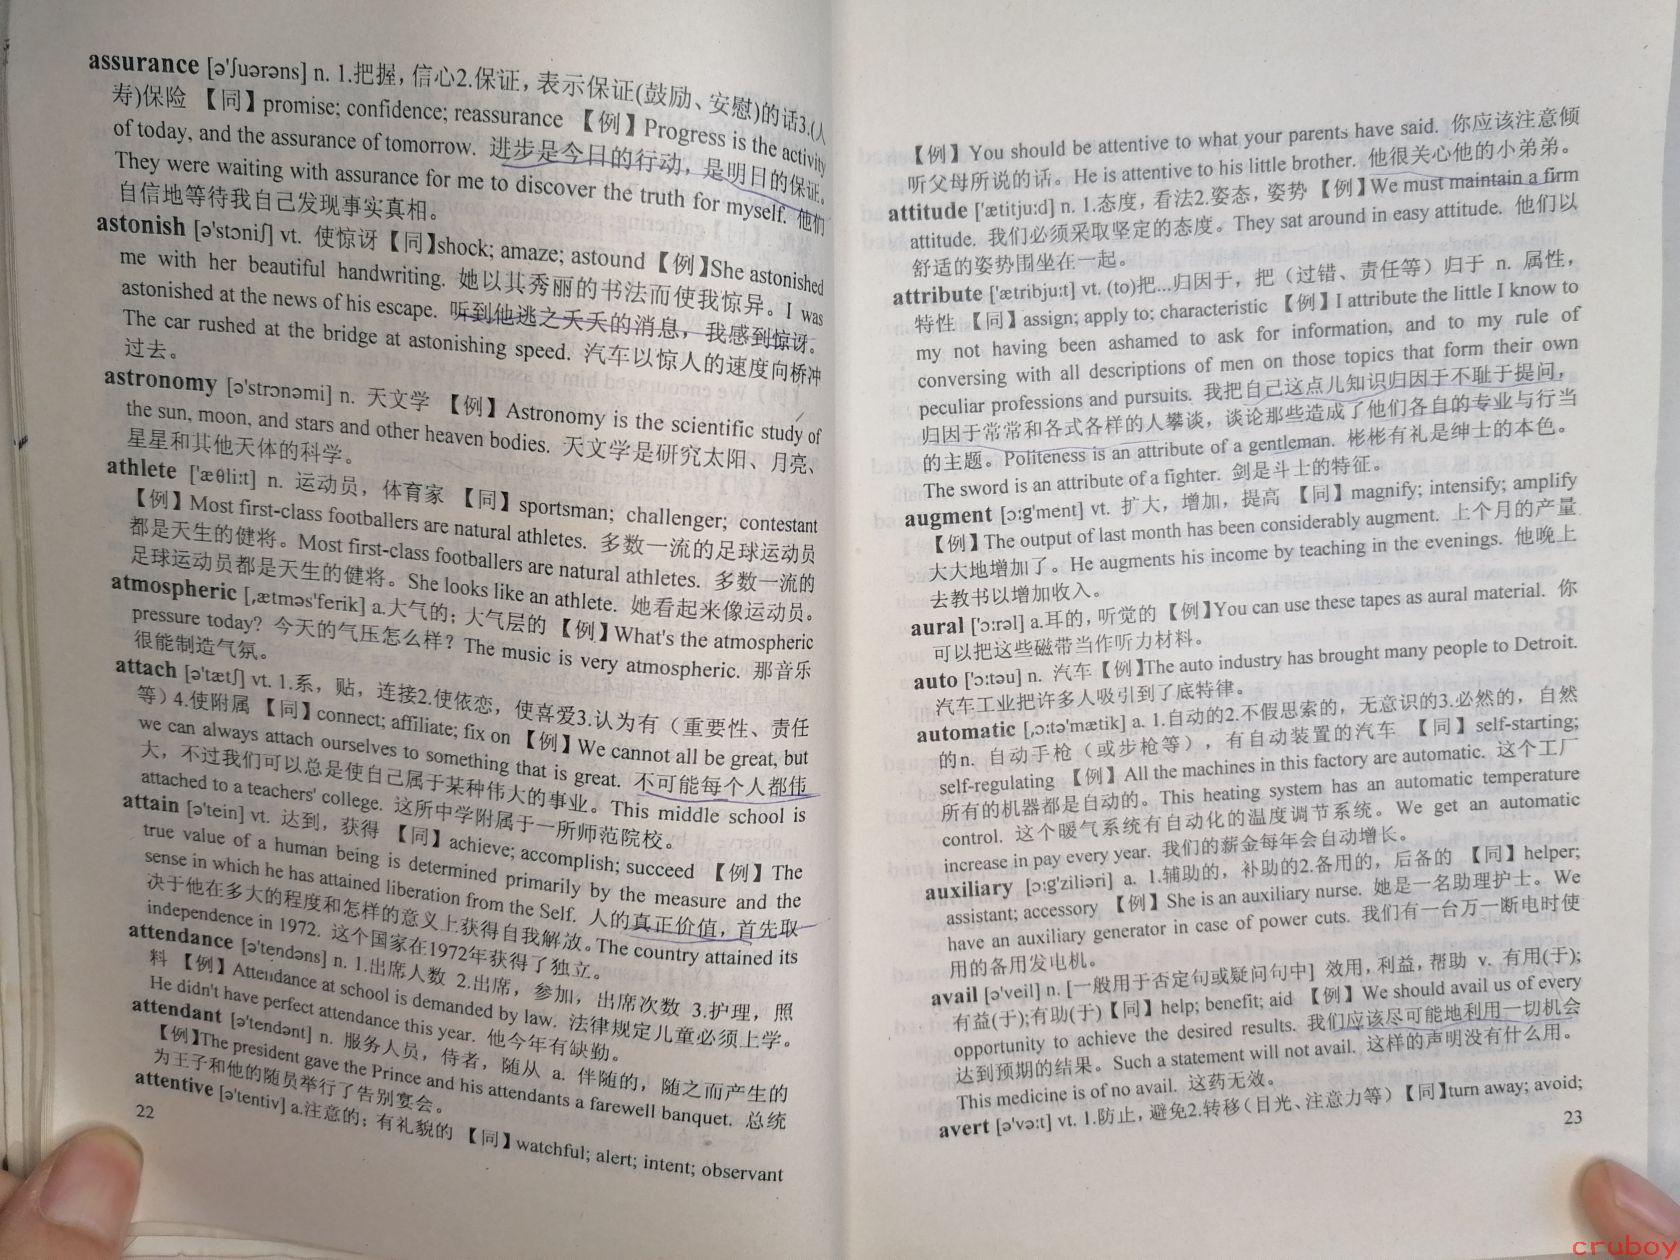 assurance [ə'ʃuərəns] n. 1.把握，信心2.保证，表示保证(鼓励、安慰)的话3.(人
寿)保险 【同】promise; confidence; reassurance 【例】Progress is the activity
of today, and the assurance of tomorrow. 进步是今日的行动，是明日的保证。
They were waiting with assurance for me to discover the truth for myself. 他们
自信地等待我自己发现事实真相。
astonish [ə'stɔniʃ] vt. 使惊讶【同】shock; amaze; astound 【例】She astonished
me with her beautiful handwriting. 她以其秀丽的书法而使我惊异。I was
astonished at the news of his escape. 听到他逃之夭夭的消息，我感到惊讶。
The car rushed at the bridge at astonishing speed. 汽车以惊人的速度向桥冲
过去。
astronomy [ə'strɔnəmi] n. 天文学 【例】Astronomy is the scientific study of
the sun, moon, and stars and other heaven bodies. 天文学是研究太阳、月亮、
星星和其他天体的科学。
athlete ['æθli:t] n. 运动员，体育家 【同】sportsman; challenger; contestant
【例】Most first-class footballers are natural athletes. 多数一流的足球运动员
都是天生的健将。Most first-class footballers are natural athletes. 多数一流的
足球运动员都是天生的健将。She looks like an athlete. 她看起来像运动员。
atmospheric [ˌætməs'ferik] a.大气的；大气层的 【例】What's the atmospheric
pressure today? 今天的气压怎么样？The music is very atmospheric. 那音乐
很能制造气氛。
attach [ə'tætʃ] vt. 1.系，贴，连接2.使依恋，使喜爱3.认为有（重要性、责任
等）4.使附属 【同】connect; affiliate; fix on 【例】We cannot all be great, but
we can always attach ourselves to something that is great. 不可能每个人都伟
大，不过我们可以总是使自己属于某种伟大的事业。This middle school is
attached to a teachers' college. 这所中学附属于一所师范院校。
attain [ə'tein] vt. 达到，获得 【同】achieve; accomplish; succeed 【例】The
true value of a human being is determined primarily by the measure and the
sense in which he has attained liberation from the Self. 人的真正价值，首先取
决于他在多大的程度和怎样的意义上获得自我解放。The country attained its
independence in 1972. 这个国家在1972年获得了独立。
attendance [ə'tendəns] n. 1.出席人数 2.出席，参加，出席次数 3.护理，照
料 【例】Attendance at school is demanded by law. 法律规定儿童必须上学。
He didn't have perfect attendance this year. 他今年有缺勤。
attendant [ə'tendənt] n. 服务人员，侍者，随从 a. 伴随的，随之而产生的
【例】The president gave the Prince and his attendants a farewell banquet. 总统
为王子和他的随员举行了告别宴会。
attentive [ə'tentiv] a.注意的；有礼貌的 【同】watchful; alert; intent; observant
22
【例】You should be attentive to what your parents have said. 你应该注意倾
听父母所说的话。He is attentive to his little brother. 他很关心他的小弟弟。
attitude ['ætitju:d] n. 1.态度，看法2.姿态，姿势 【例】We must maintain a firm
attitude. 我们必须采取坚定的态度。They sat around in easy attitude. 他们以
舒适的姿势围坐在一起。
attribute ['ætribju:t] vt. (to)把...归因于，把（过错、责任等）归于 n. 属性，
特性 【同】assign; apply to; characteristic 【例】I attribute the little I know to
my not having been ashamed to ask for information, and to my rule of
conversing with all descriptions of men on those topics that form their own
peculiar professions and pursuits. 我把自己这点儿知识归因于不耻于提问，
归因于常常和各式各样的人攀谈，谈论那些造成了他们各自的专业与行当
的主题。Politeness is an attribute of a gentleman. 彬彬有礼是绅士的本色。
The sword is an attribute of a fighter. 剑是斗士的特征。
augment [ɔ:g'ment] vt. 扩大，增加，提高 【同】magnify; intensify; amplify
【例】The output of last month has been considerably augment. 上个月的产量
大大地增加了。He augments his income by teaching in the evenings. 他晚上
去教书以增加收入。
aural ['ɔ:rəl] a.耳的，听觉的 【例】You can use these tapes as aural material. 你
可以把这些磁带当作听力材料。
auto ['ɔ:təu] n. 汽车【例】The auto industry has brought many people to Detroit.
汽车工业把许多人吸引到了底特律。
automatic [ˌɔ:tə'mætik] a. 1.自动的2.不假思索的，无意识的3.必然的，自然
的n. 自动手枪（或步枪等），有自动装置的汽车 【同】 self-starting;
self-regulating 【例】All the machines in this factory are automatic. 这个工厂
所有的机器都是自动的。This heating system has an automatic temperature
control. 这个暖气系统有自动化的温度调节系统。We get an automatic
increase in pay every year. 我们的薪金每年会自动增长。
auxiliary [ɔ:g'ziliəri] a. 1.辅助的，补助的2.备用的，后备的 【同】helper;
assistant; accessory 【例】She is an auxiliary nurse. 她是一名助理护士。We
have an auxiliary generator in case of power cuts. 我们有一台万一断电时使
用的备用发电机。
avail [ə'veil] n. [一般用于否定句或疑问句中] 效用，利益，帮助 v. 有用(于);
有益(于);有助(于)【同】help; benefit; aid 【例】We should avail us of every
opportunity to achieve the desired results. 我们应该尽可能地利用一切机会
达到预期的结果。Such a statement will not avail. 这样的声明没有什么用。
This medicine is of no avail. 这药无效。
avert [ə'və:t] vt. 1.防止，避免2.转移（目光、注意力等）【同】turn away; avoid;
23
cruboy